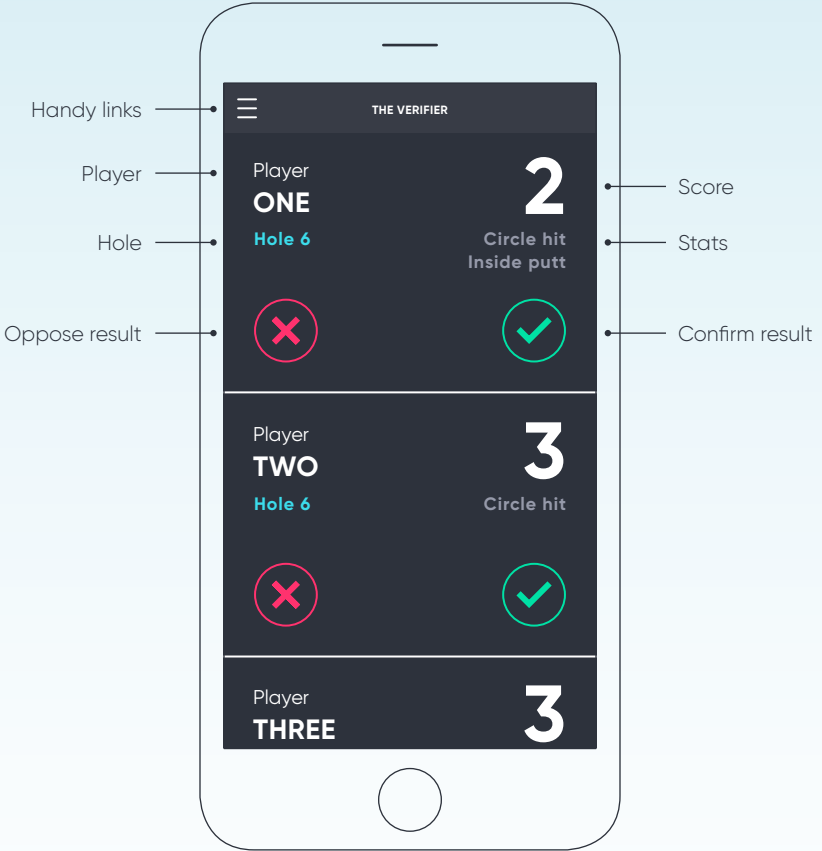 Handy links
THE VERIFIER
Player
Player
ONE
2
Score
Hole
Hole 6
Circle hit
Inside putt
Stats
Oppose result
Confirm result
Player
TWO
3
Hole 6
Circle hit
Player
THREE
3